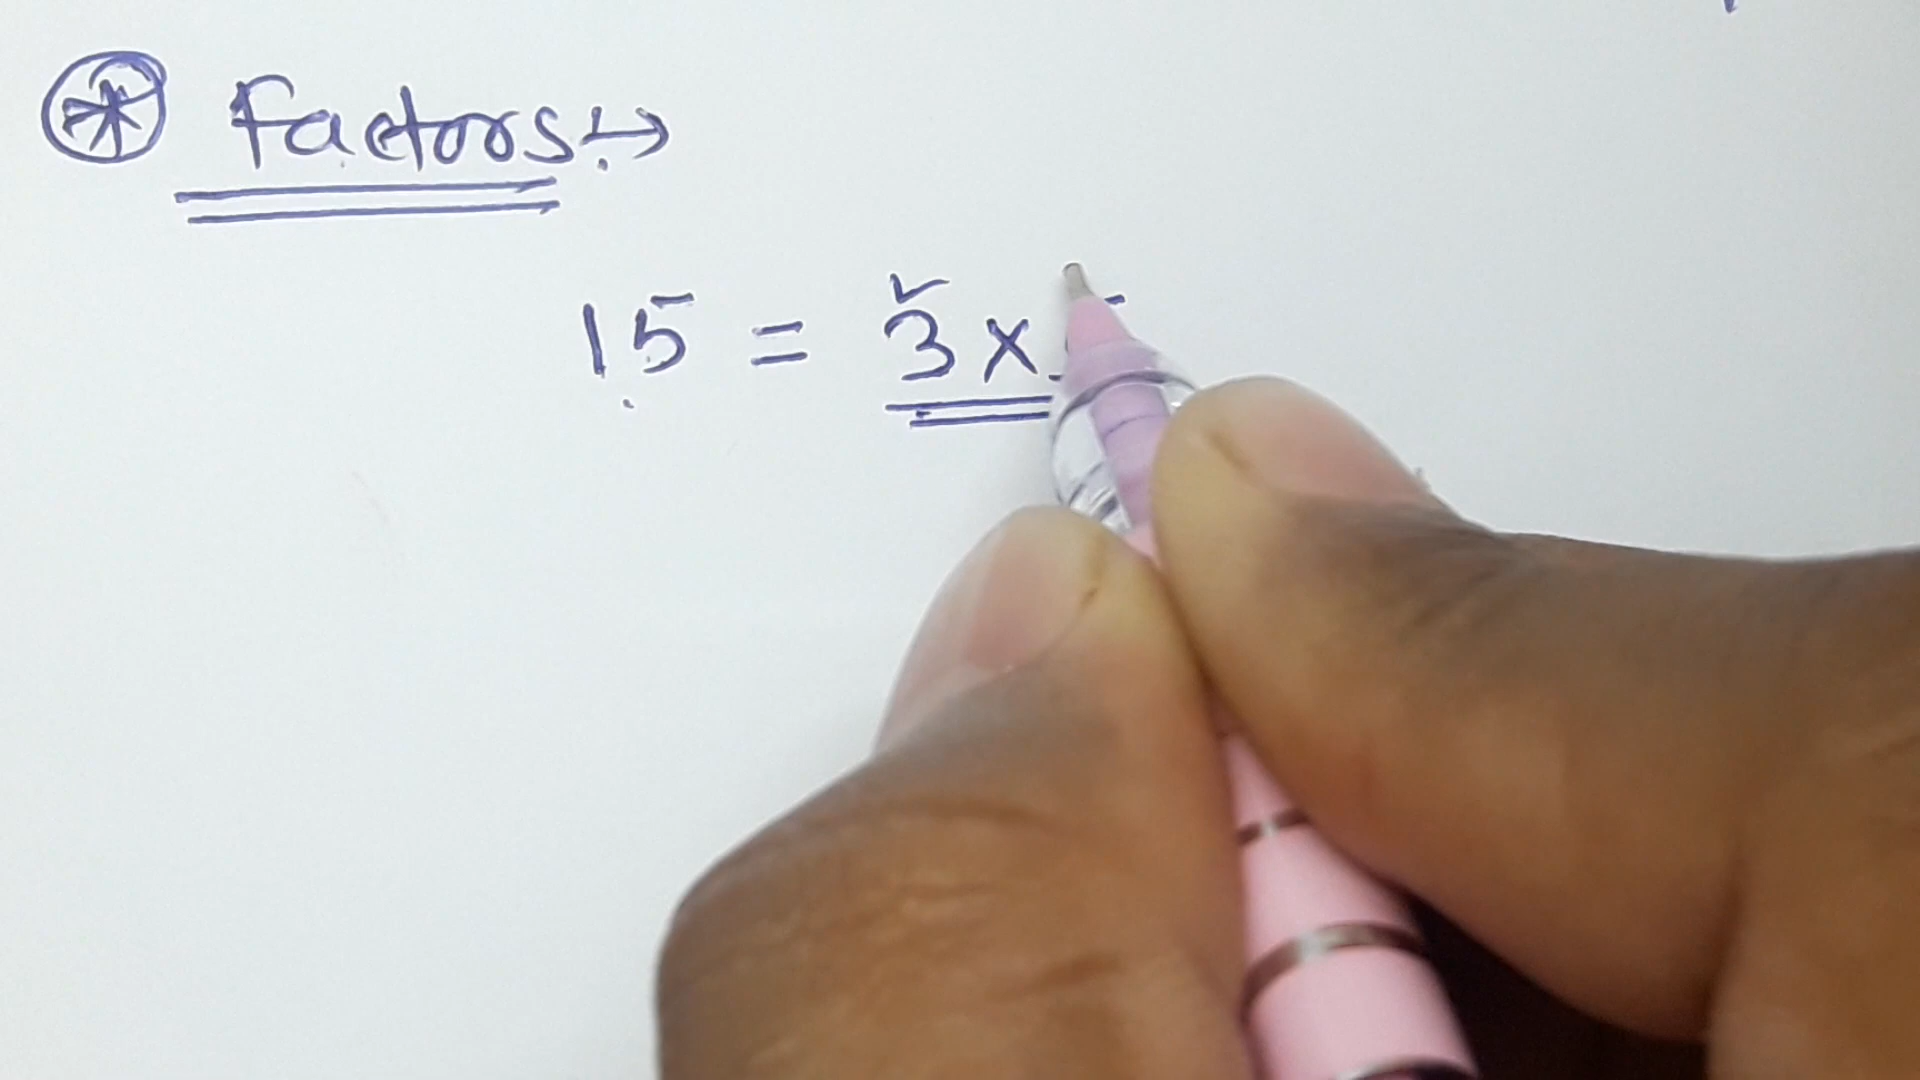 Factors:→
15 = 3 x